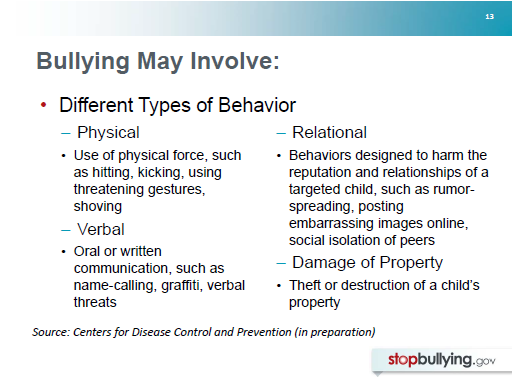 13
Bullying May Involve:
• Different Types of Behavior
– Physical
• Use of physical force, such
as hitting, kicking, using
threatening gestures,
shoving
– Verbal
• Oral or written
communication, such as
name-calling, graffiti, verbal
threats
– Relational
• Behaviors designed to harm the
reputation and relationships of a
targeted child, such as rumor-
spreading, posting
embarrassing images online,
social isolation of peers
– Damage of Property
• Theft or destruction of a child's
property
Source: Centers for Disease Control and Prevention (in preparation)
stopbullying.gov